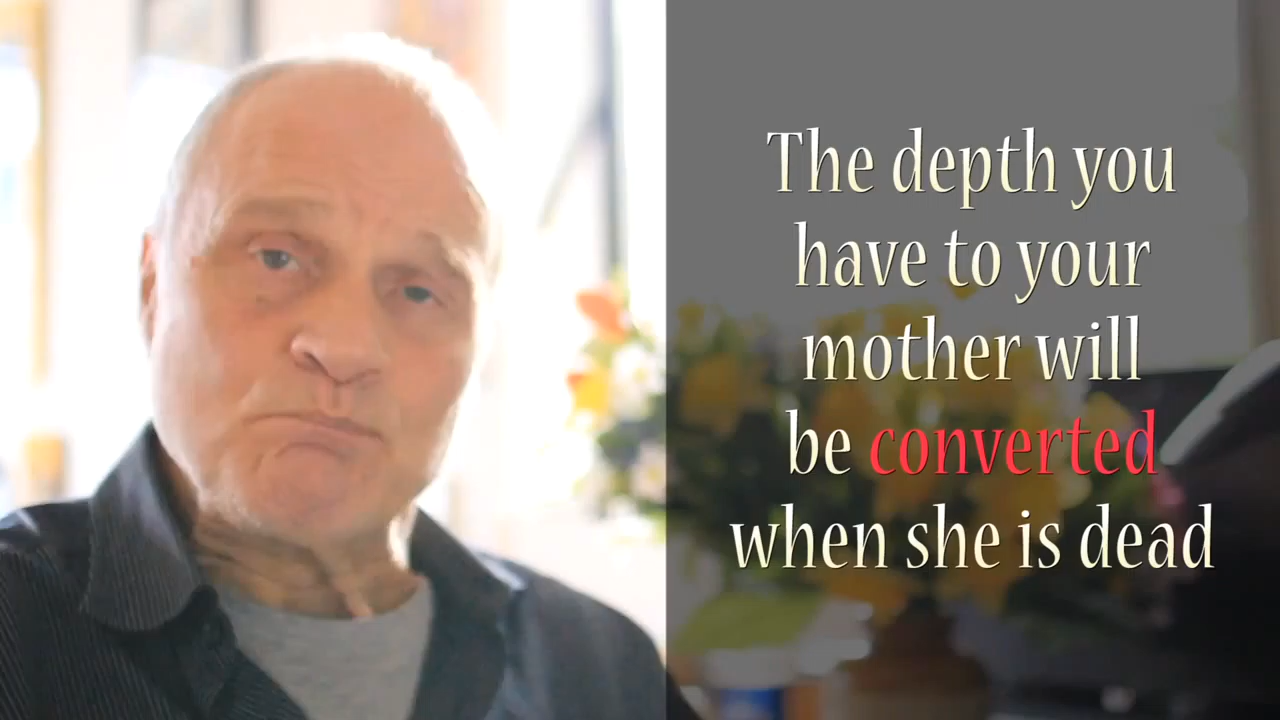 The depth you
have to your
mother will
be converted
when she is dead